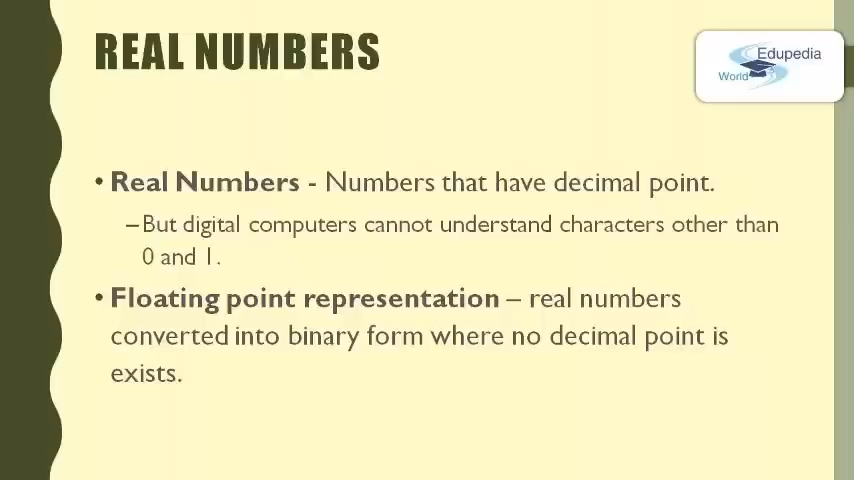 REAL NUMBERS
Edupedia
World
• Real Numbers - Numbers that have decimal point.
–But digital computers cannot understand characters other than
0 and 1.
• Floating point representation – real numbers
converted into binary form where no decimal point is
exists.